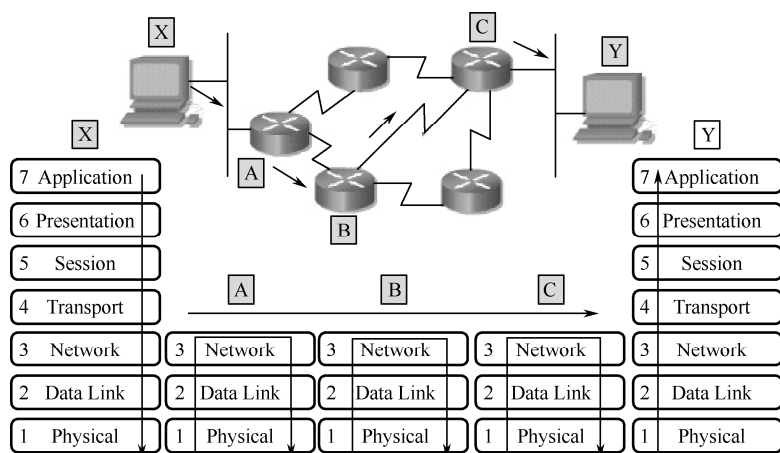 X
C
Y
A
B
X
Y
7 Application
6 Presentation
5 Session
4 Transport
3 Network
2 Data Link
1 Physical
A
B
C
3 Network
2 Data Link
1 Physical
3 Network
2 Data Link
1 Physical
3 Network
2 Data Link
1 Physical
7 Application
6 Presentation
5 Session
4 Transport
3 Network
2 Data Link
1 Physical